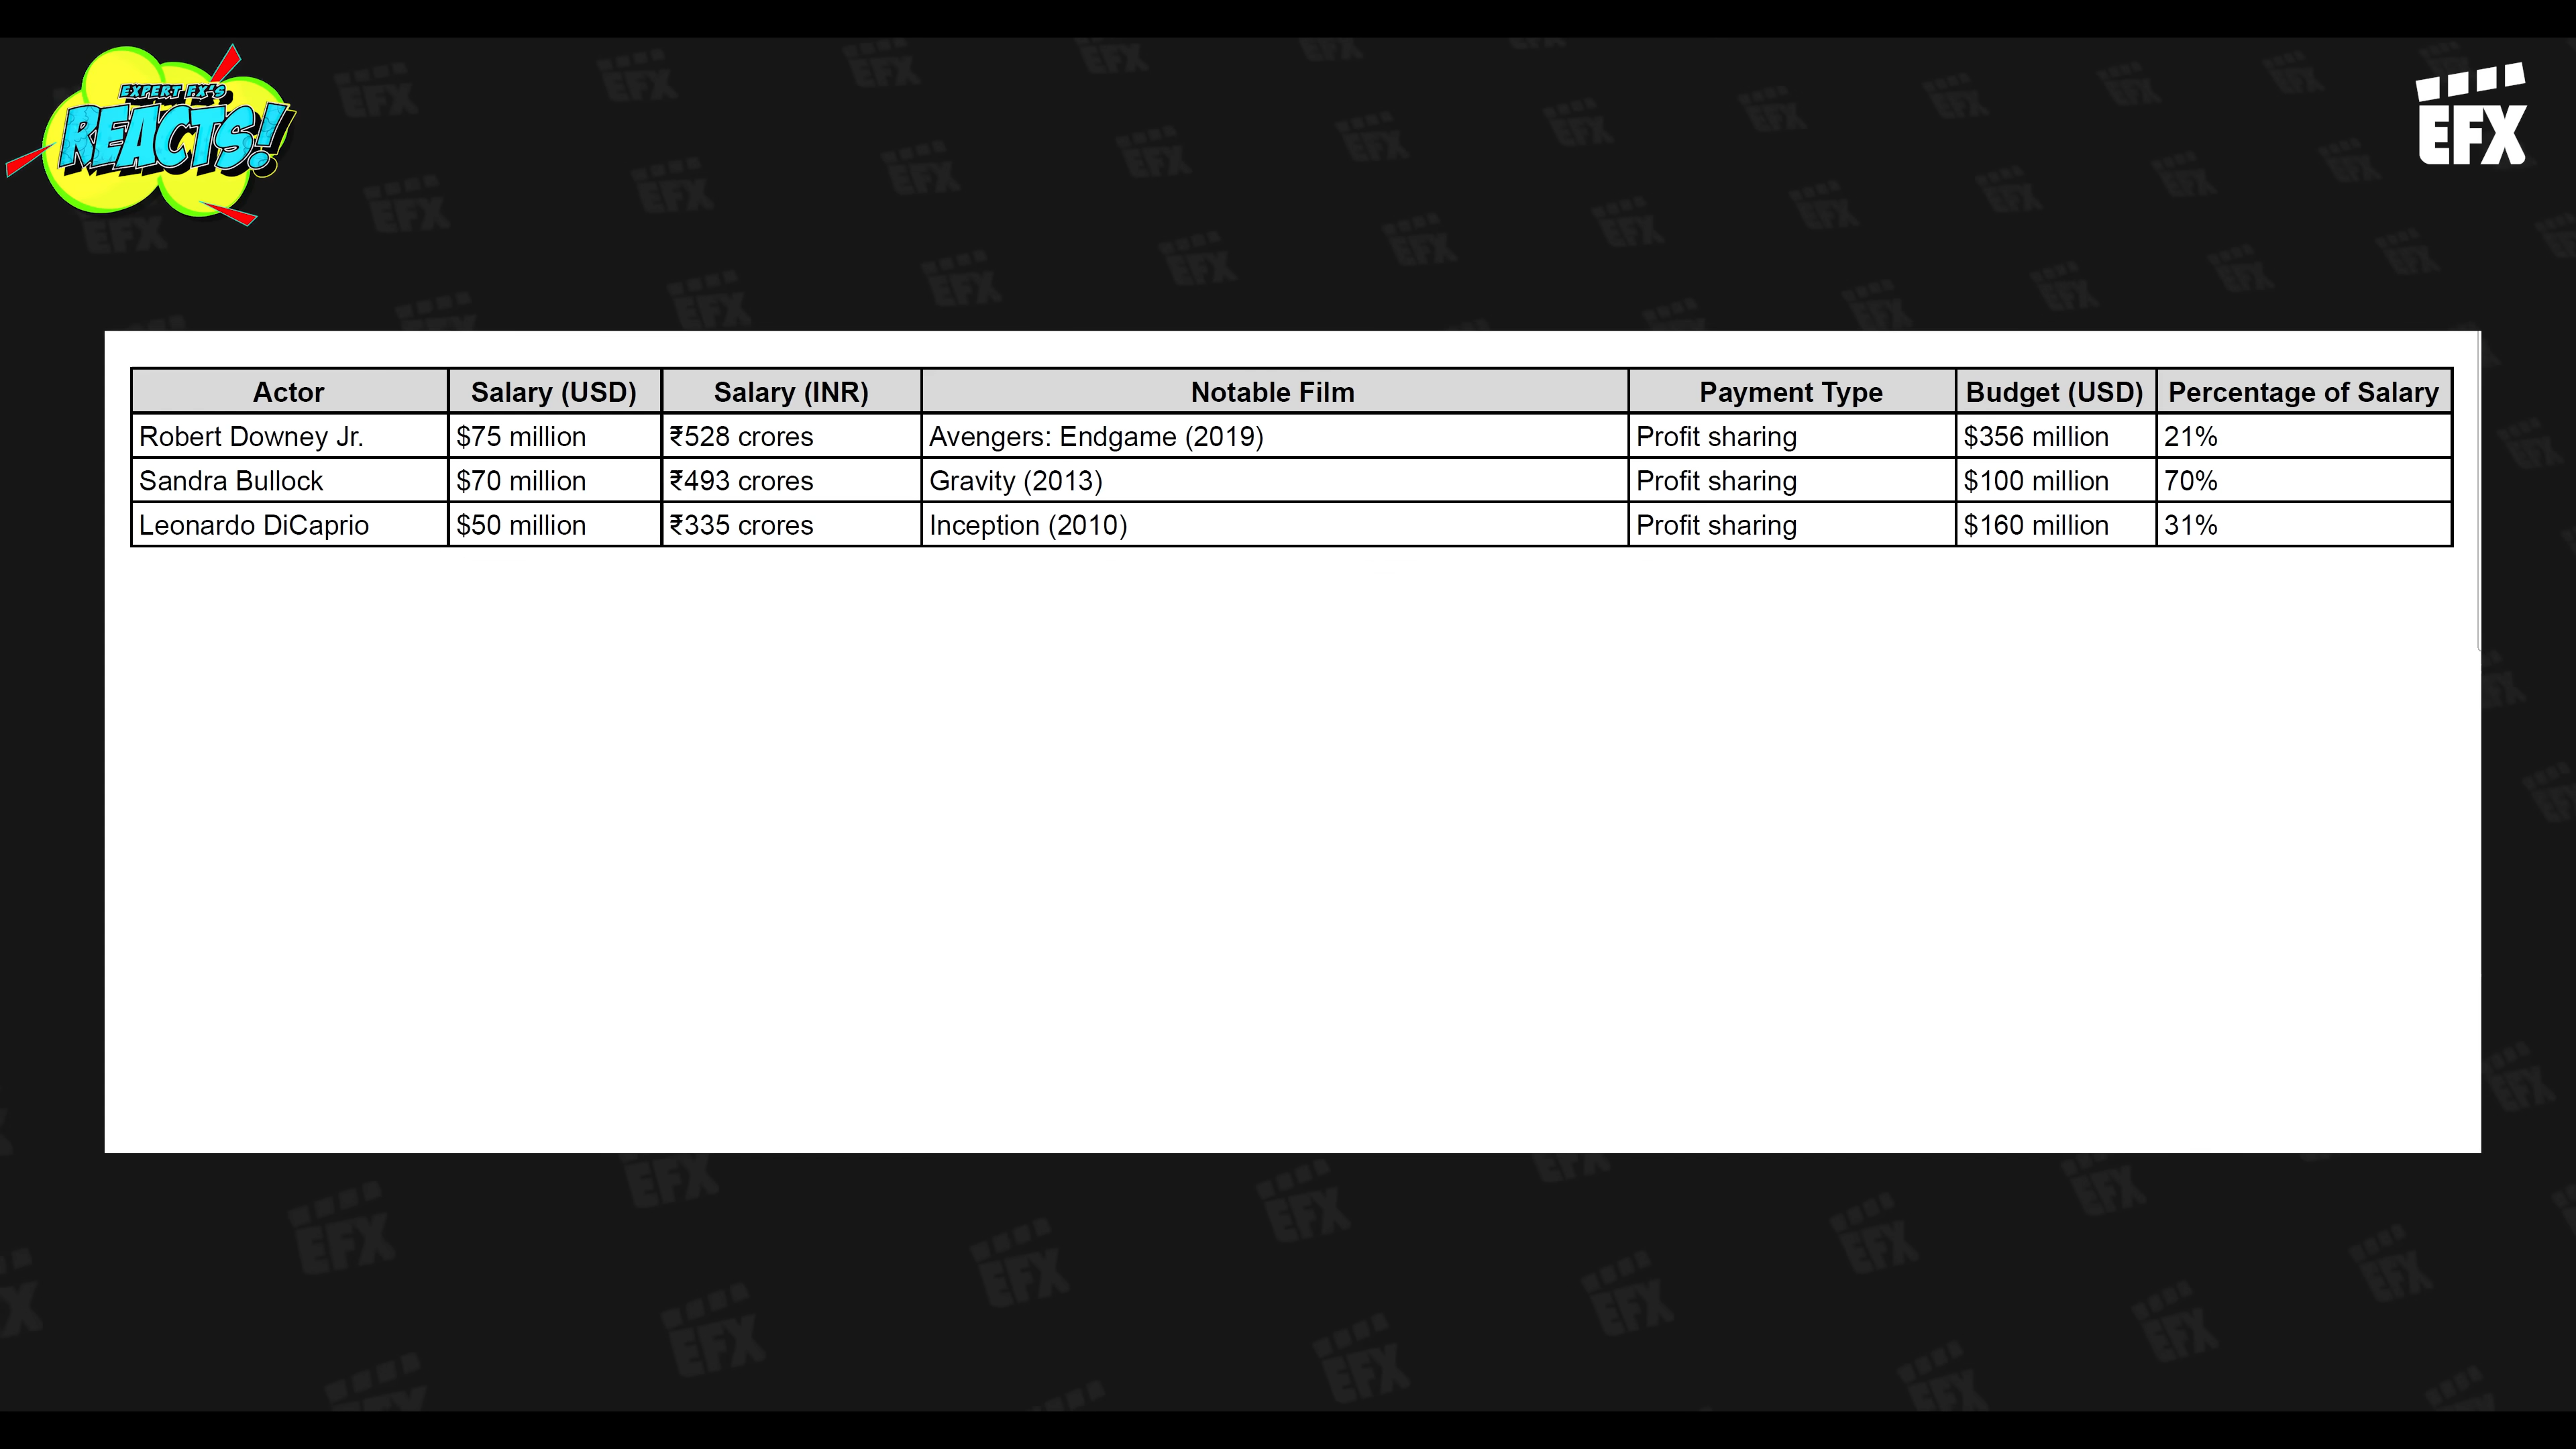 EXPERT FX'S
REACTS!
EFX
Actor Salary (USD) Salary (INR) Notable Film Payment Type Budget (USD) Percentage of Salary
Robert Downey Jr. $75 million ₹528 crores Avengers: Endgame (2019) Profit sharing $356 million 21%
Sandra Bullock $70 million ₹493 crores Gravity (2013) Profit sharing $100 million 70%
Leonardo DiCaprio $50 million ₹335 crores Inception (2010) Profit sharing $160 million 31%